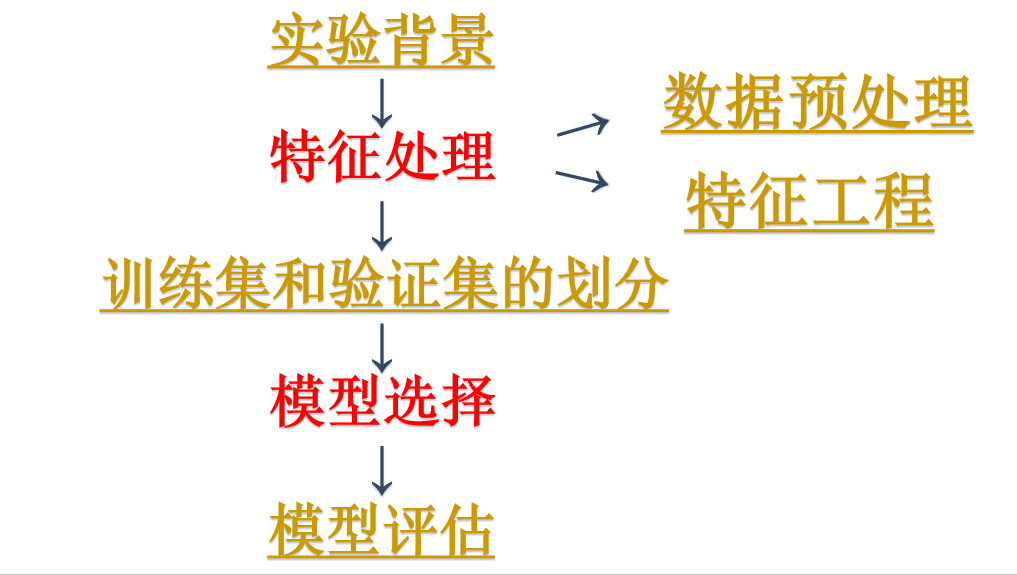 实验背景
特征处理
数据预处理
特征工程
训练集和验证集的划分
模型选择
模型评估